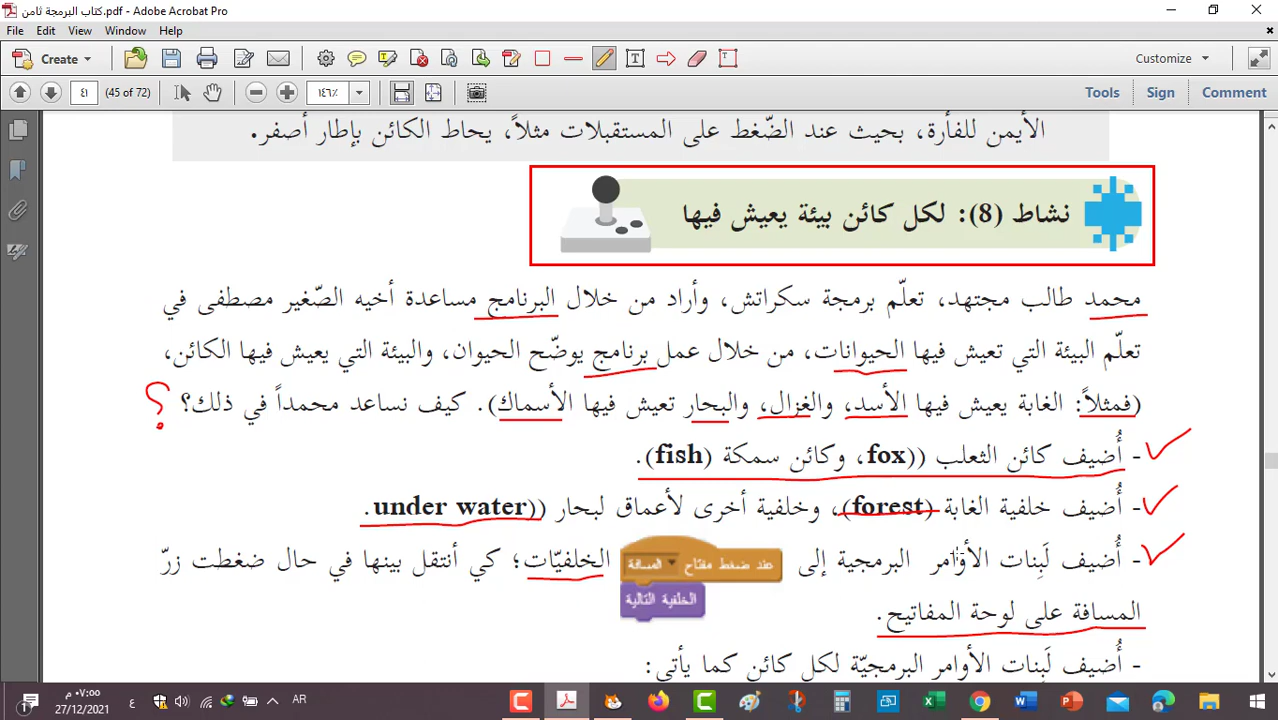 كتاب البرمجة ثامن.pdf - Adobe Acrobat Pro
File Edit View Window Help
Create
Customize
٤١ (45 of 72) ١٤٦٪
Tools Sign Comment
الأيمن للفأرة، بحيث عند الضّغط على المستقبلات مثلاً، يحاط الكائن بإطار أصفر.
نشاط (8): لكل كائن بيئة يعيش فيها
محمد طالب مجتهد، تعلّم برمجة سكراتش، وأراد من خلال البرنامج مساعدة أخيه الصّغير مصطفى في
تعلّم البيئة التي تعيش فيها الحيوانات، من خلال عمل برنامج يوضّح الحيوان، والبيئة التي يعيش فيها الكائن،
(فمثلاً: الغابة يعيش فيها الأسد، والغزال، والبحار تعيش فيها الأسماك). كيف نساعد محمداً في ذلك؟ ؟
- أُضيف كائن الثعلب ((fox، وكائن سمكة (fish).
- أُضيف خلفية الغابة (forest)، وخلفية أخرى لأعماق لبحار ((under water.
- أُضيف لَبِنات الأوامر البرمجية إلى الخلفيّات؛ كي أنتقل بينها في حال ضغطت زرّ
عند ضغط مفتاح المسافة
الخلفية التالية
المسافة على لوحة المفاتيح.
- أُضيف لَبِنات الأوامر البرمجيّة لكل كائن كما يأتي:
٠٧:٥٥ م
27/12/2021
ع
AR